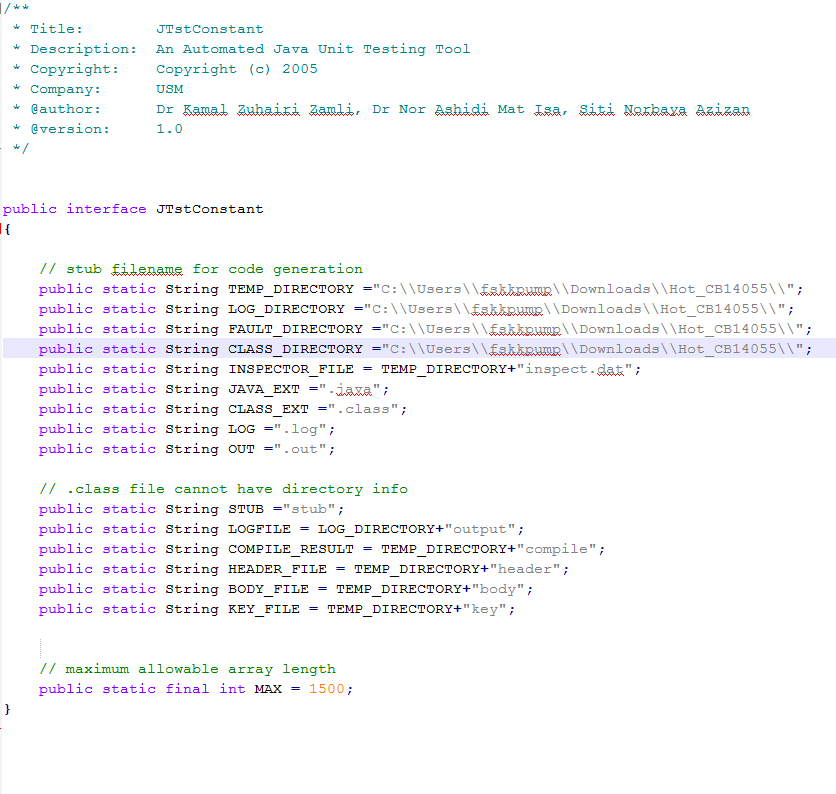 /**
 * Title:        JTstConstant
 * Description:  An Automated Java Unit Testing Tool
 * Copyright:    Copyright (c) 2005
 * Company:      USM
 * @author:      Dr Kamal Zuhairi Zamli, Dr Nor Ashidi Mat Isa, Siti Norbaya Azizan
 * @version:     1.0
 */
public interface JTstConstant
{
    // stub filename for code generation
    public static String TEMP_DIRECTORY ="C:\\Users\\fskkpump\\Downloads\\Hot_CB14055\\";
    public static String LOG_DIRECTORY ="C:\\Users\\fskkpump\\Downloads\\Hot_CB14055\\";
    public static String FAULT_DIRECTORY ="C:\\Users\\fskkpump\\Downloads\\Hot_CB14055\\";
    public static String CLASS_DIRECTORY ="C:\\Users\\fskkpump\\Downloads\\Hot_CB14055\\";
    public static String INSPECTOR_FILE = TEMP_DIRECTORY+"inspect.dat";
    public static String JAVA_EXT =".java";
    public static String CLASS_EXT =".class";
    public static String LOG =".log";
    public static String OUT =".out";
    // .class file cannot have directory info
    public static String STUB ="stub";
    public static String LOGFILE = LOG_DIRECTORY+"output";
    public static String COMPILE_RESULT = TEMP_DIRECTORY+"compile";
    public static String HEADER_FILE = TEMP_DIRECTORY+"header";
    public static String BODY_FILE = TEMP_DIRECTORY+"body";
    public static String KEY_FILE = TEMP_DIRECTORY+"key";
    // maximum allowable array length
    public static final int MAX = 1500;
}